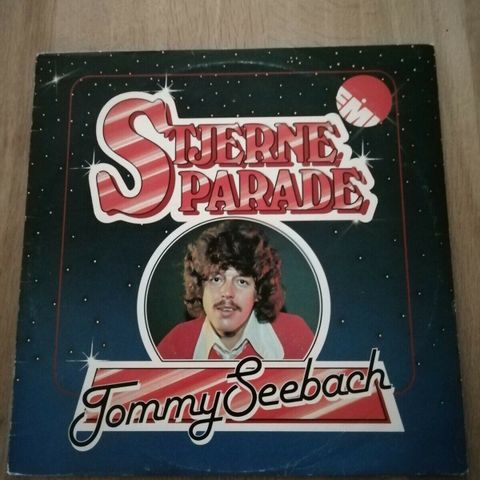 EMI
STJERNE
PARADE
Tommy Seebach